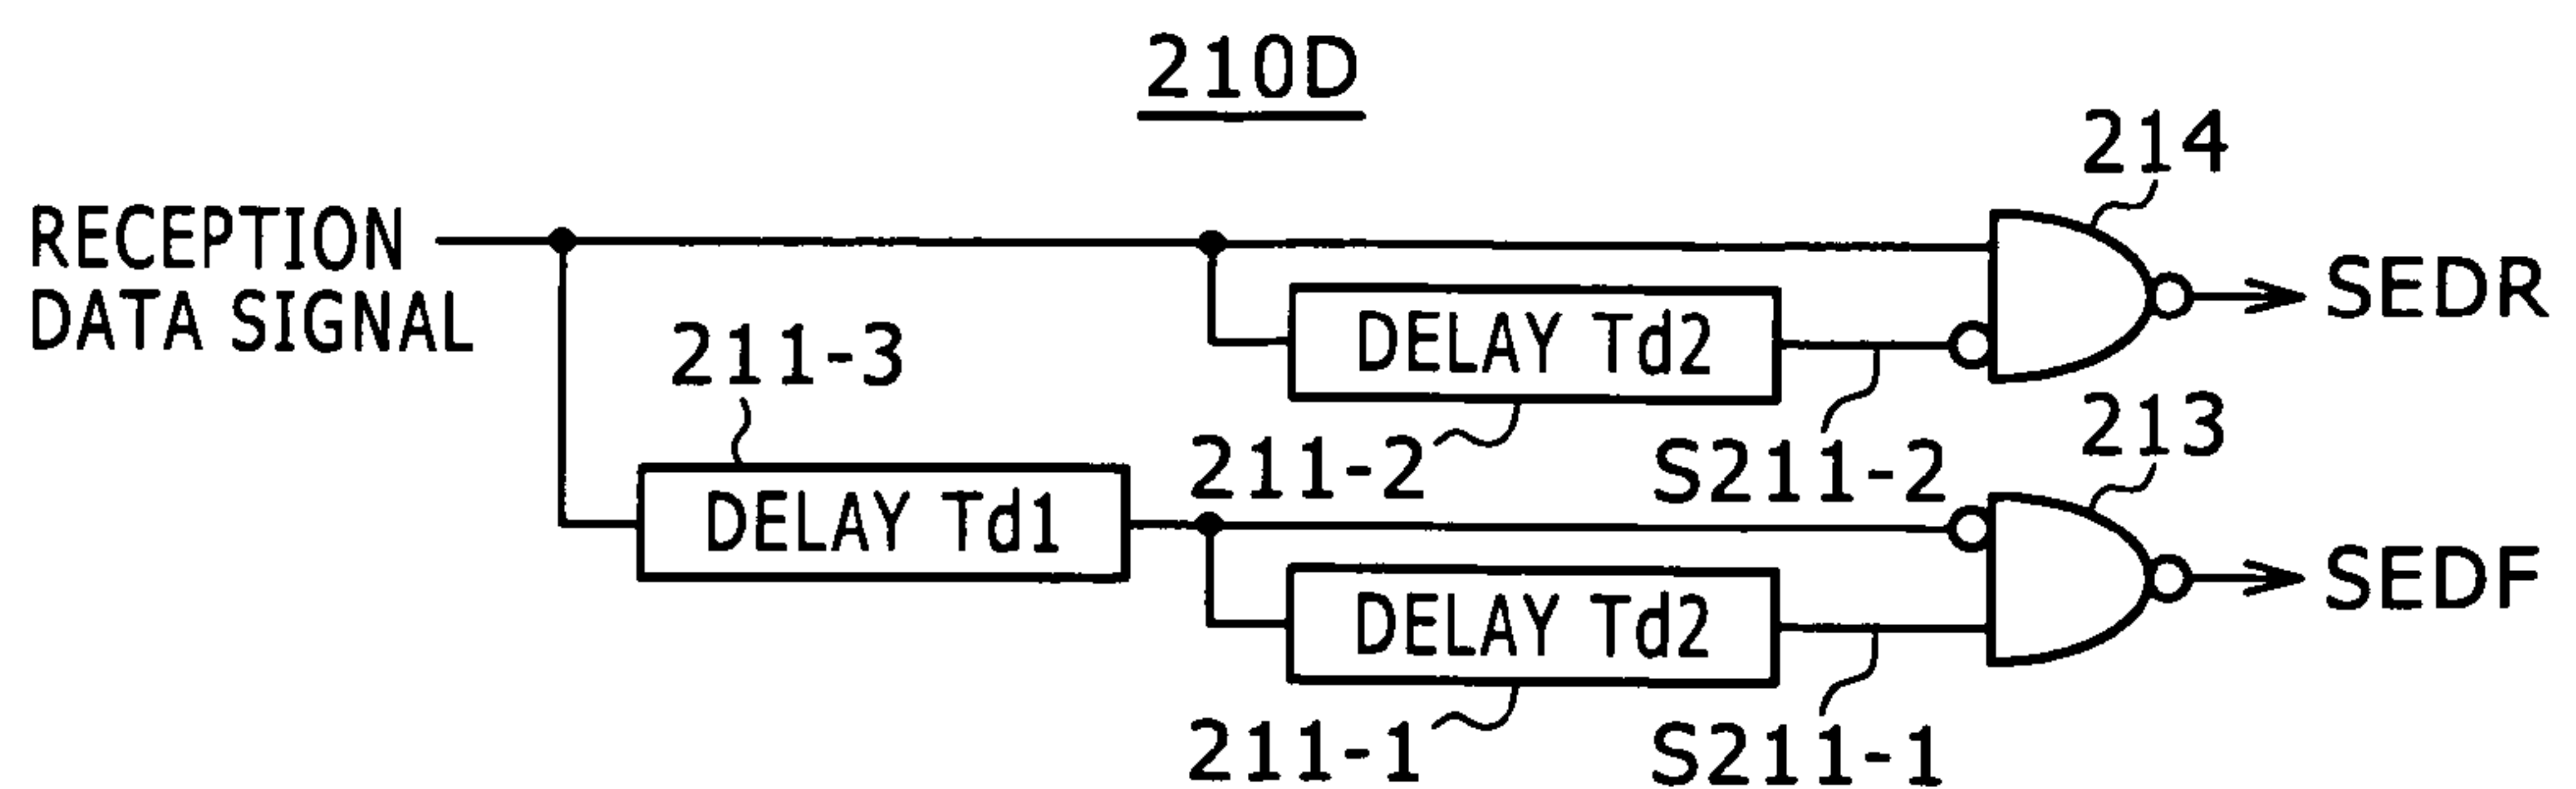 210D
214
RECEPTION
DATA SIGNAL
SEDR
211-3
DELAY Td2
211-2
S211-2
213
DELAY Td1
SEDF
DELAY Td2
211-1
S211-1